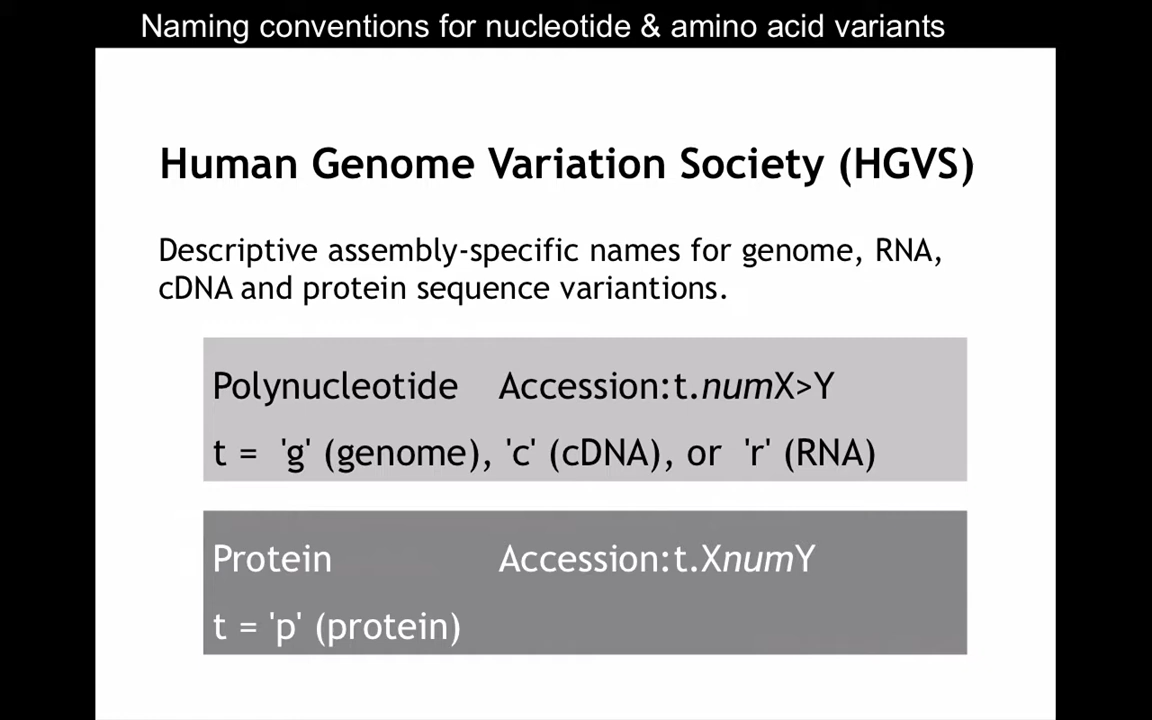 Naming conventions for nucleotide & amino acid variants
Human Genome Variation Society (HGVS)
Descriptive assembly-specific names for genome, RNA,
cDNA and protein sequence variantions.
Polynucleotide Accession:t.numX>Y
t = 'g' (genome), 'c' (cDNA), or 'r' (RNA)
Protein Accession:t.XnumY
t = 'p' (protein)